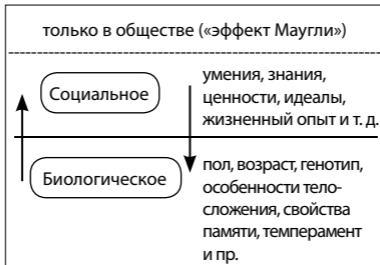 только в обществе («эффект Маугли»)
Социальное
умения, знания,
ценности, идеалы,
жизненный опыт и т. д.
Биологическое
пол, возраст, генотип,
особенности тело-
сложения, свойства
памяти, темперамент
и пр.